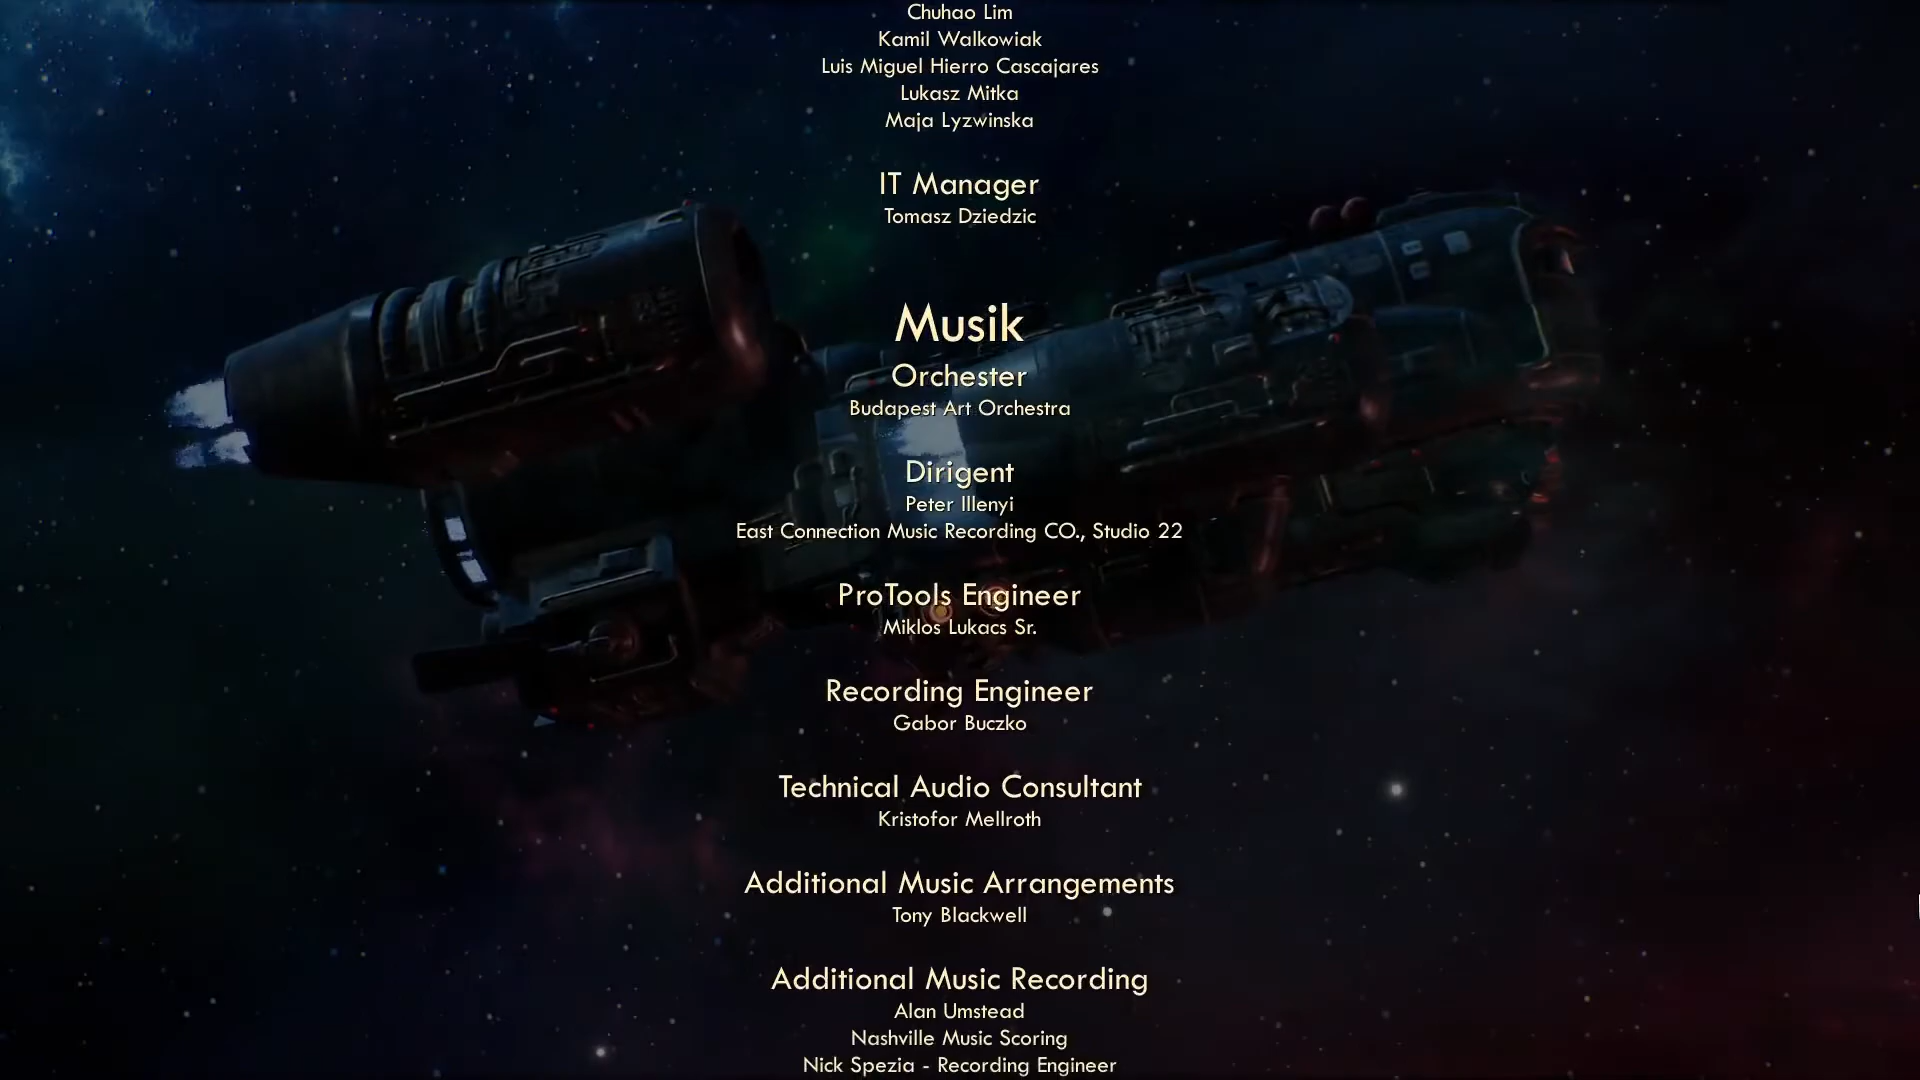 Chuhao Lim
Kamil Walkowiak
Luis Miguel Hierro Cascajares
Lukasz Mitka
Maja Lyzwinska
IT Manager
Tomasz Dziedzic
Musik
Orchester
Budapest Art Orchestra
Dirigent
Peter Illenyi
East Connection Music Recording CO., Studio 22
ProTools Engineer
Miklos Lukacs Sr.
Recording Engineer
Gabor Buczko
Technical Audio Consultant
Kristofor Mellroth
Additional Music Arrangements
Tony Blackwell
Additional Music Recording
Alan Umstead
Nashville Music Scoring
Nick Spezia - Recording Engineer